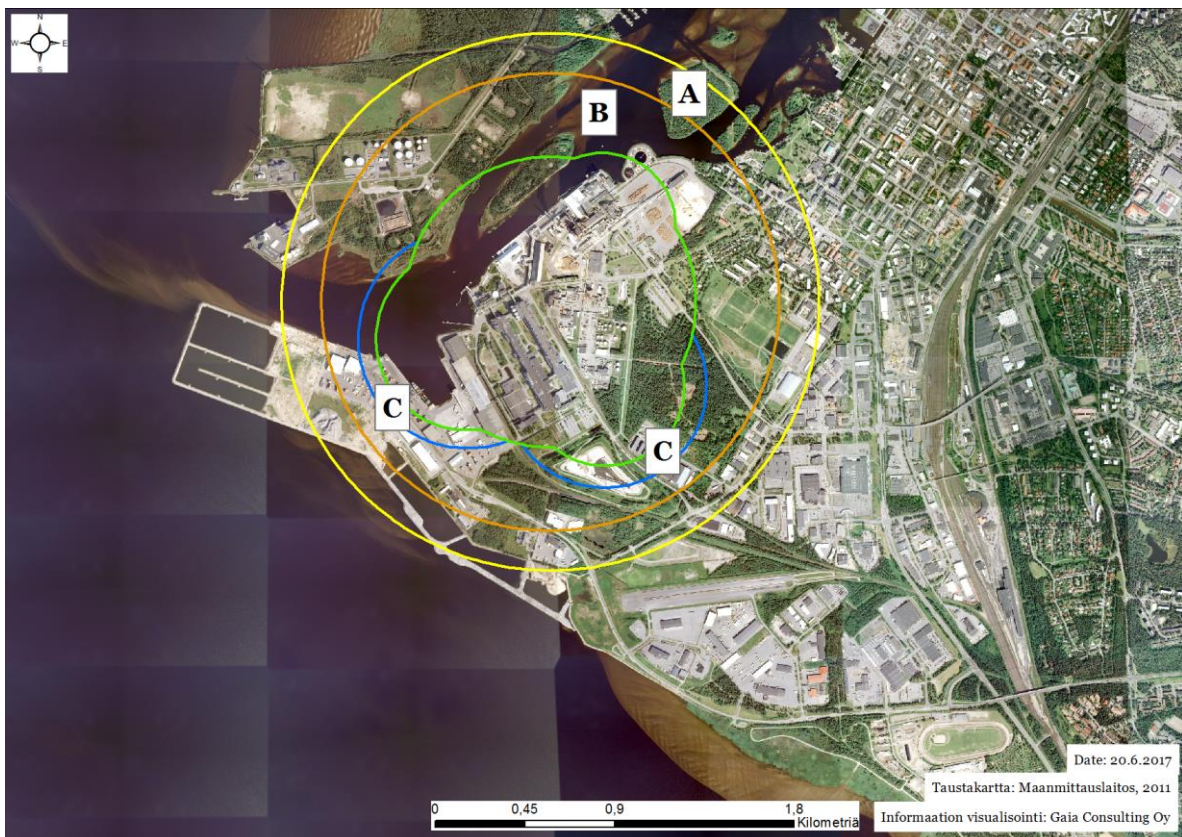 N
W E
S
A
B
C
C
Date: 20.6.2017
Taustakartta: Maanmittauslaitos, 2011
0 0,45 0,9 1,8
Kilometriä
Informaation visualisointi: Gaia Consulting Oy